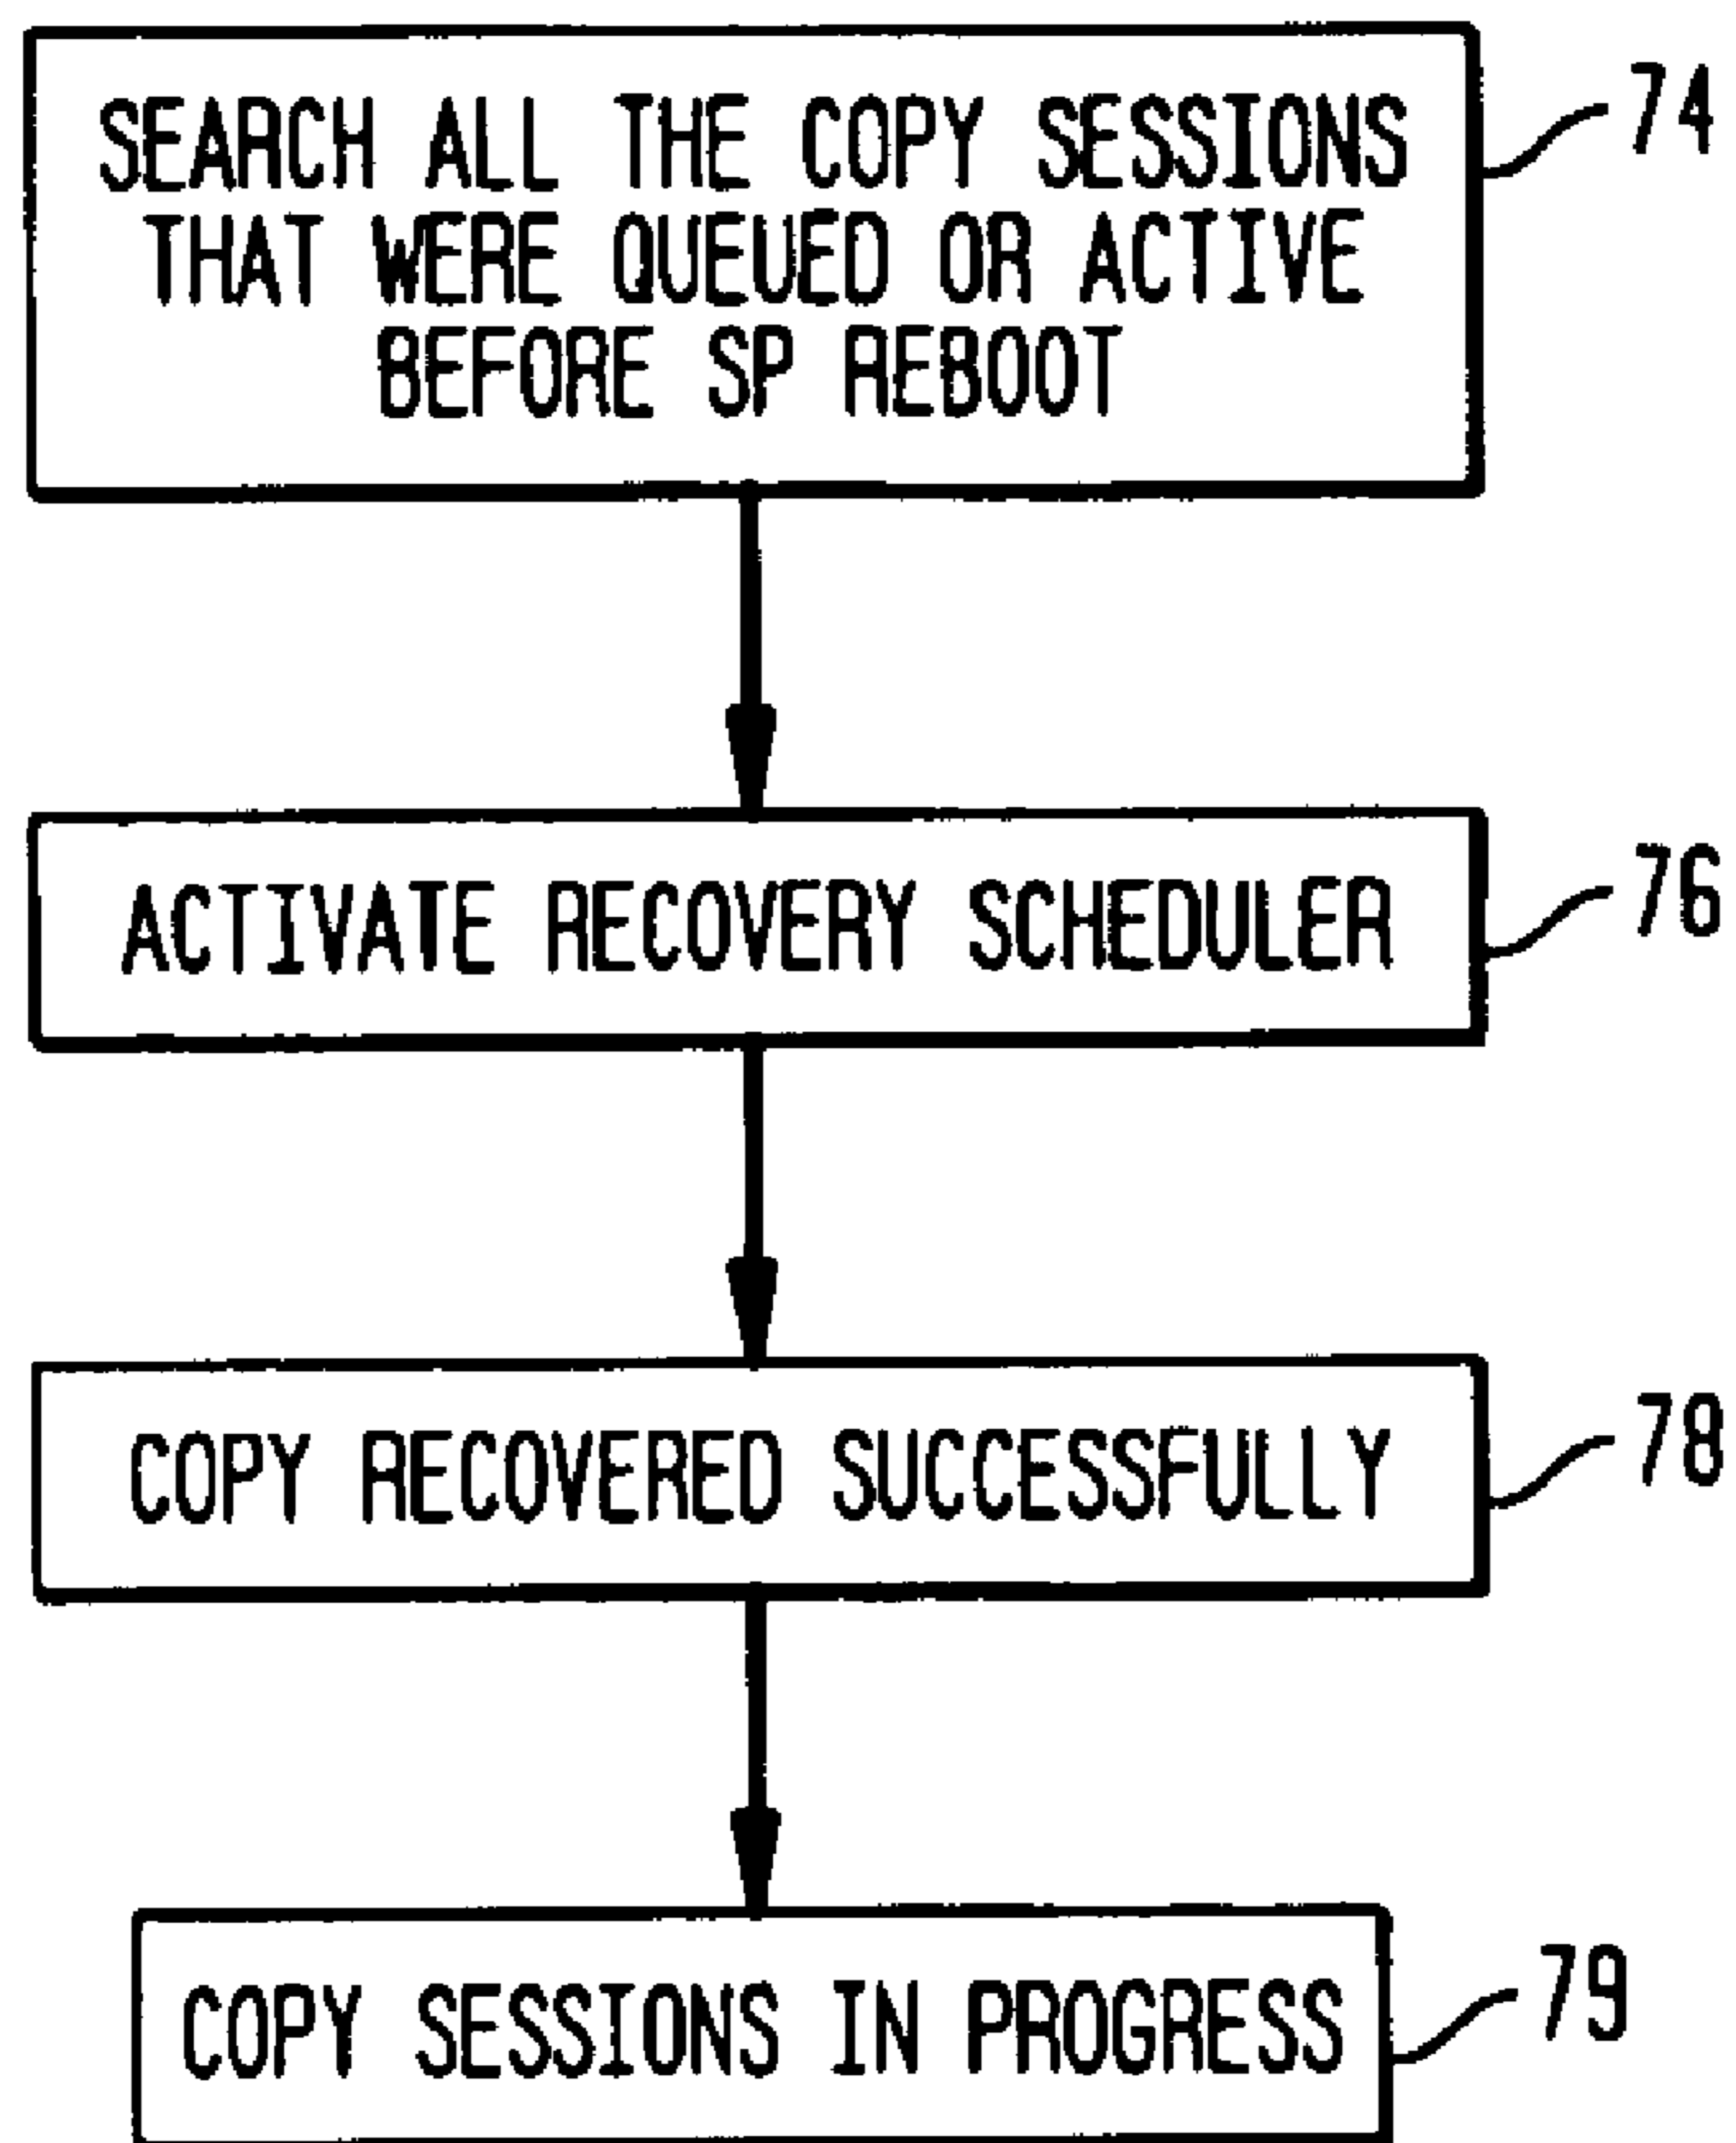 SEARCH ALL THE COPY SESSIONS
74
THAT WERE QUEUED OR ACTIVE
BEFORE SP REBOOT
ACTIVATE RECOVERY SCHEDULER
76
COPY RECOVERED SUCCESSFULLY
78
COPY SESSIONS IN PROGRESS
79